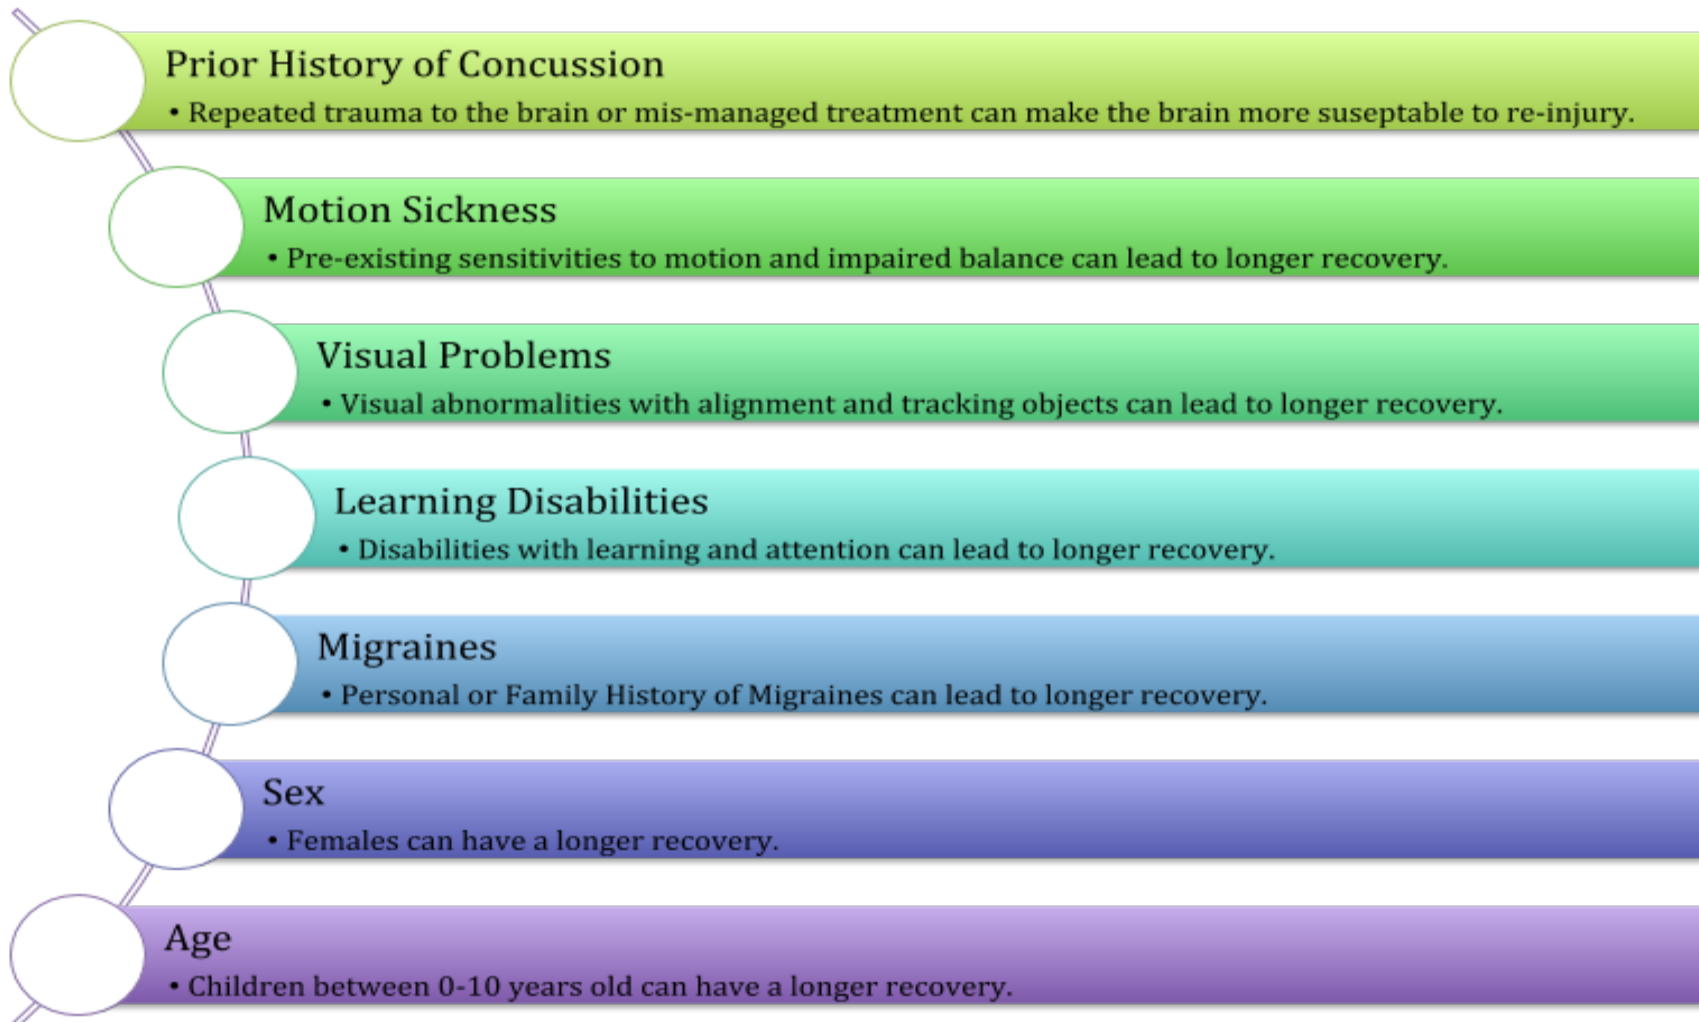 Prior History of Concussion
• Repeated trauma to the brain or mis-managed treatment can make the brain more suseptable to re-injury.
Motion Sickness
• Pre-existing sensitivities to motion and impaired balance can lead to longer recovery.
Visual Problems
• Visual abnormalities with alignment and tracking objects can lead to longer recovery.
Learning Disabilities
• Disabilities with learning and attention can lead to longer recovery.
Migraines
• Personal or Family History of Migraines can lead to longer recovery.
Sex
• Females can have a longer recovery.
Age
• Children between 0-10 years old can have a longer recovery.